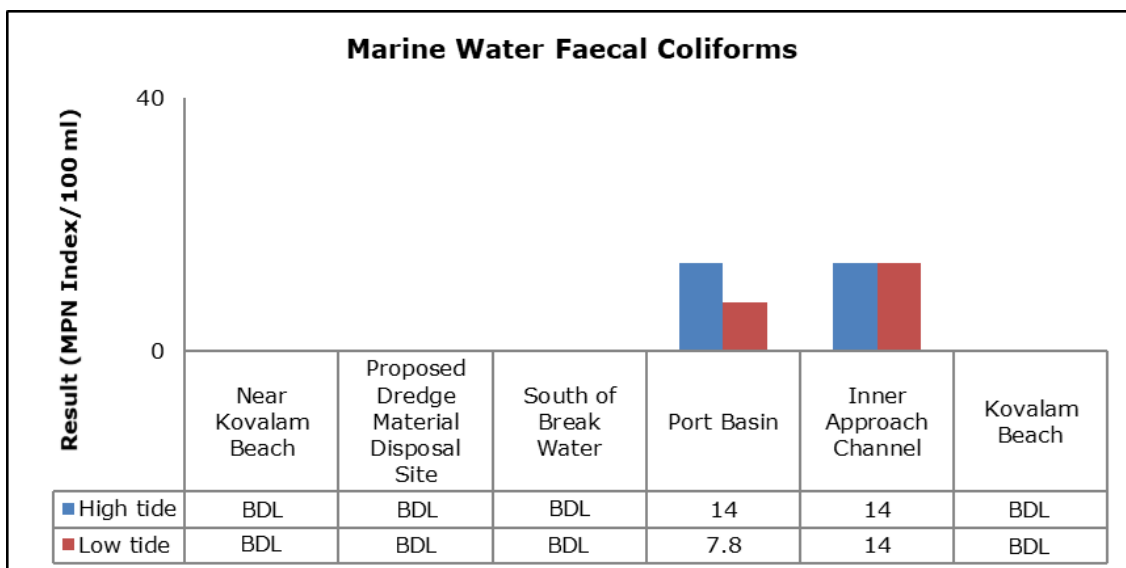 Marine Water Faecal Coliforms
Result (MPN Index/100 ml)
40
0
Near
Kovalam
Beach
Proposed
Dredge
Material
Disposal
Site
South of
Break
Water
Port Basin
Inner
Approach
Channel
Kovalam
Beach
High tide BDL BDL BDL 14 14 BDL
Low tide BDL BDL BDL 7.8 14 BDL